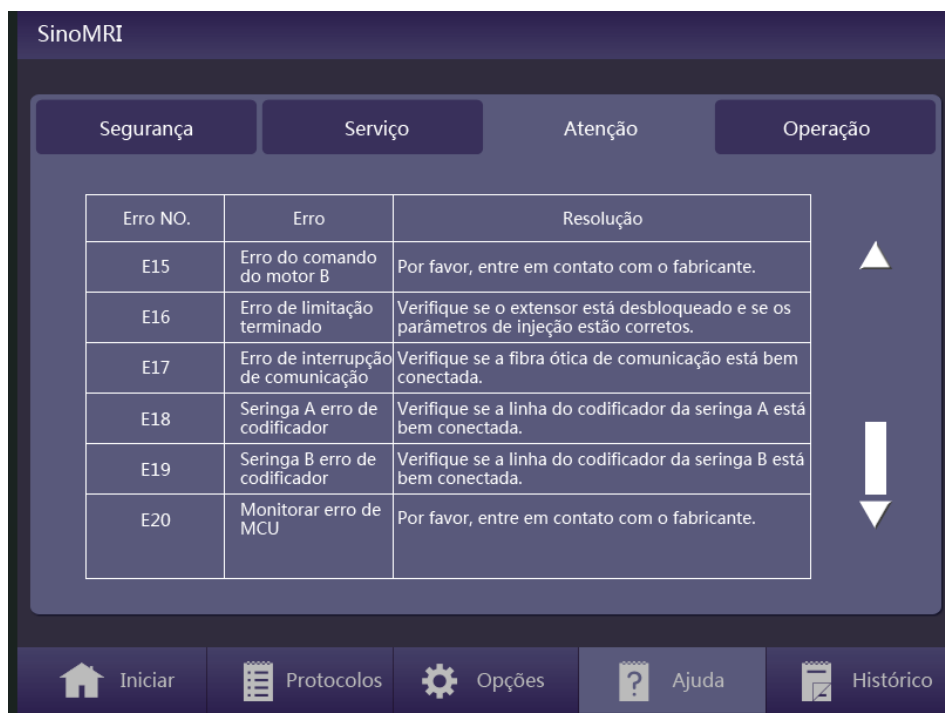 SinoMRI
Segurança
Serviço
Atenção
Operação
Erro NO.
Erro
Resolução
E15
Erro do comando
do motor B
Por favor, entre em contato com o fabricante.
E16
Erro de limitação
terminado
Verifique se o extensor está desbloqueado e se os
parâmetros de injeção estão corretos.
E17
Erro de interrupção
de comunicação
Verifique se a fibra ótica de comunicação está bem
conectada.
E18
Seringa A erro de
codificador
Verifique se a linha do codificador da seringa A está
bem conectada.
E19
Seringa B erro de
codificador
Verifique se a linha do codificador da seringa B está
bem conectada.
E20
Monitorar erro de
MCU
Por favor, entre em contato com o fabricante.
Iniciar
Protocolos
Opções
Ajuda
Histórico